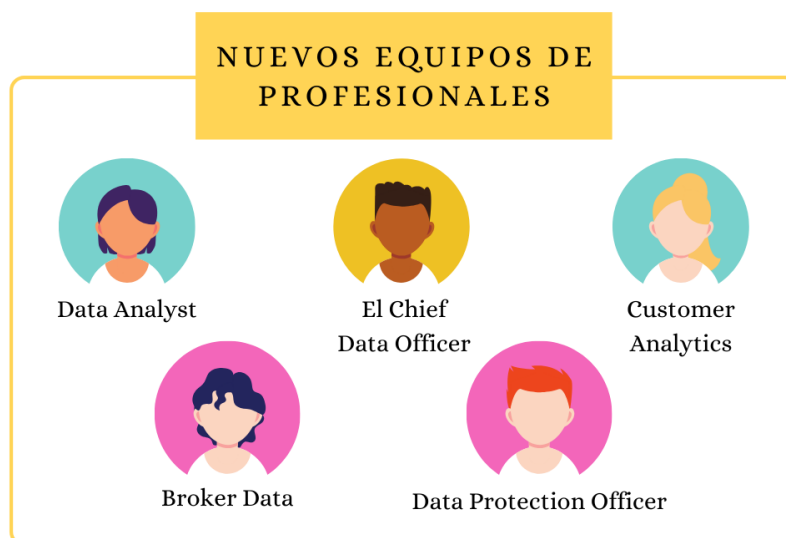 NUEVOS EQUIPOS DE
PROFESIONALES
Data Analyst
El Chief
Data Officer
Customer
Analytics
Broker Data
Data Protection Officer